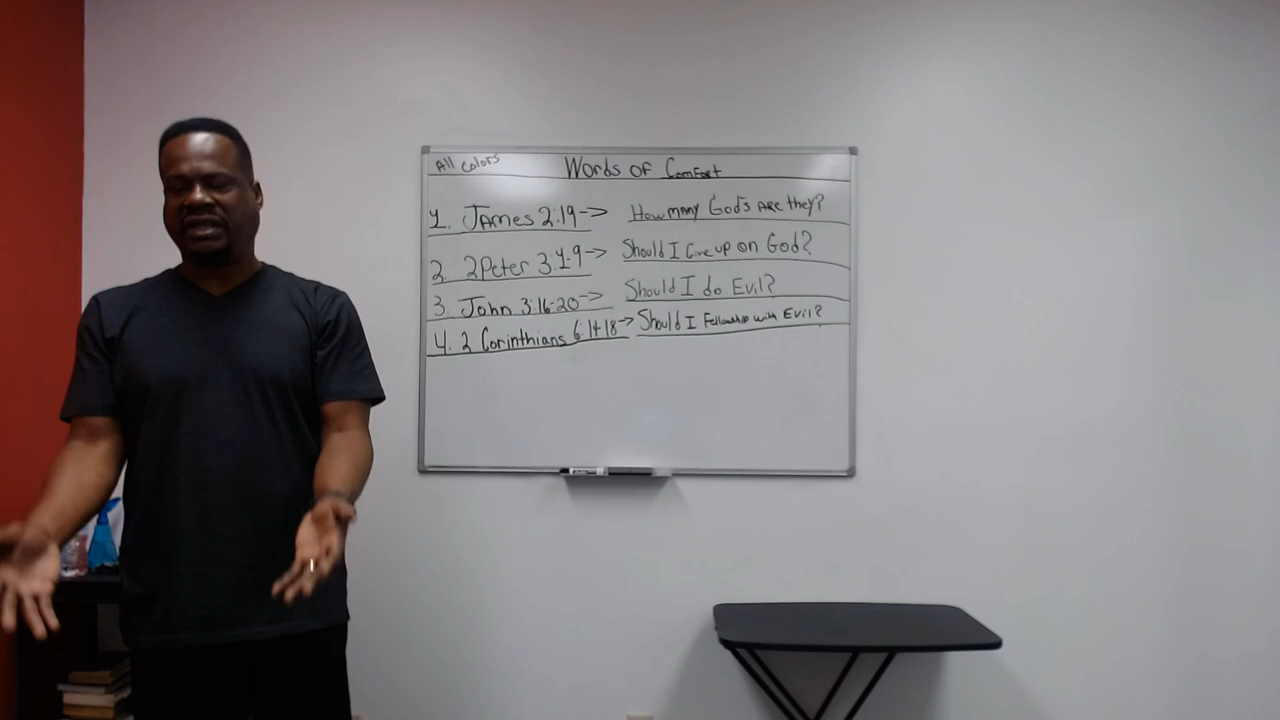 All Colors
Words of Comfort
1. James 2:19-> How many God's are they?
2. 2Peter 3:1-9-> Should I Give up on God?
3. John 3:16-20-> Should I do Evil?
4. 2 Corinthians 6:14-18-> Should I Fellowship with Evil?